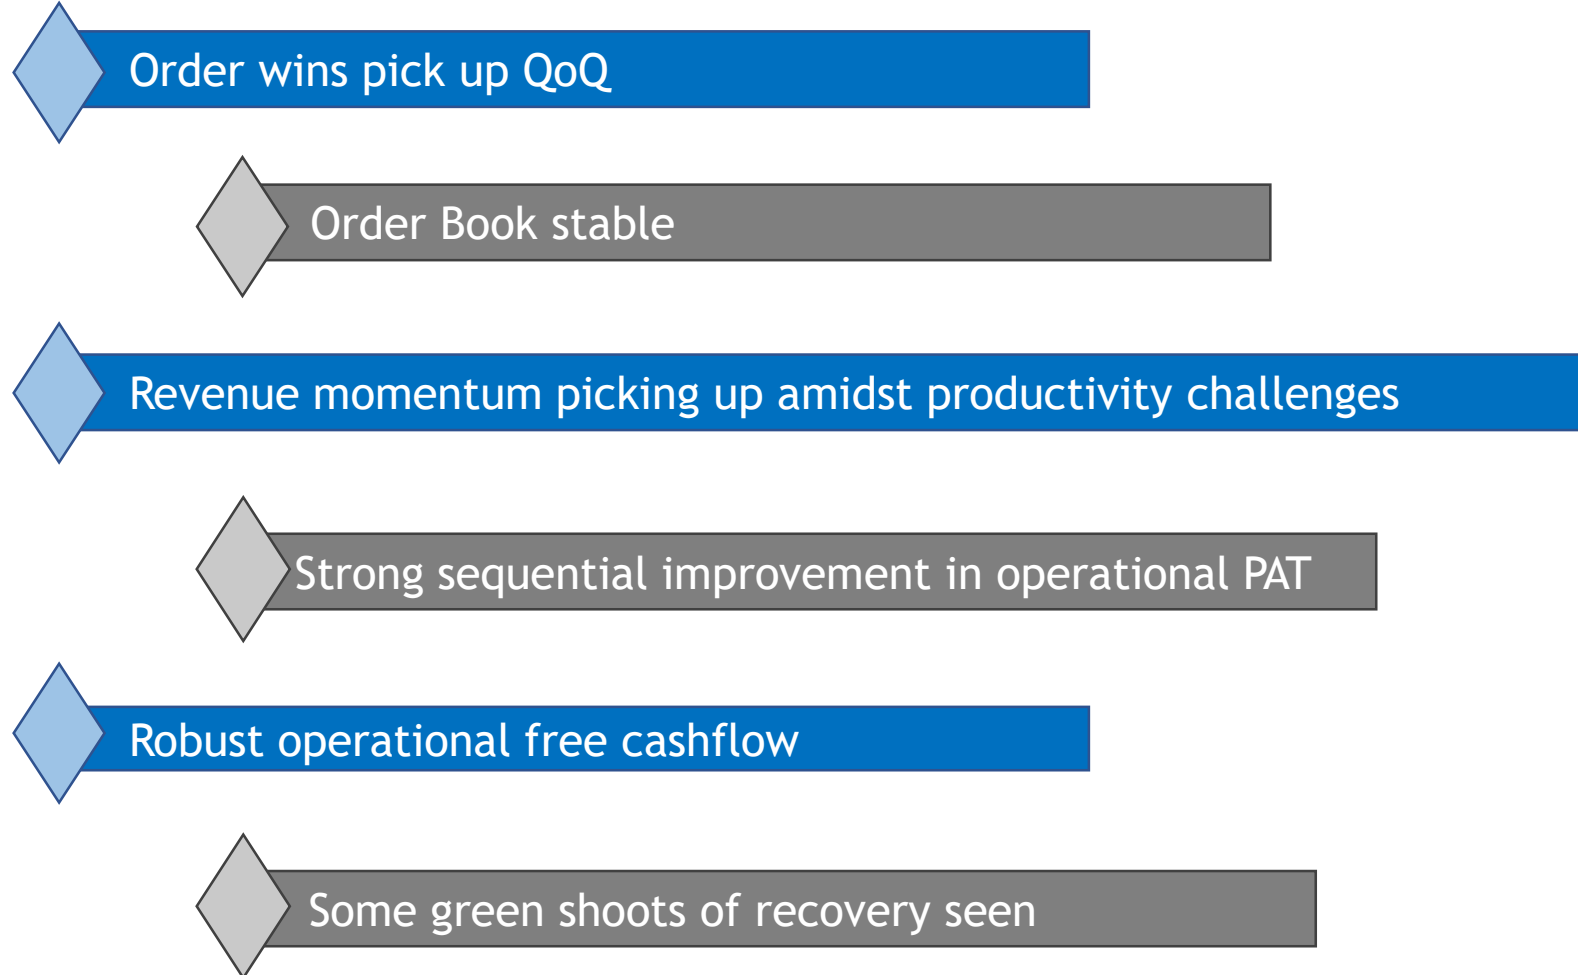 Order wins pick up QoQ
Order Book stable
Revenue momentum picking up amidst productivity challenges
Strong sequential improvement in operational PAT
Robust operational free cashflow
Some green shoots of recovery seen